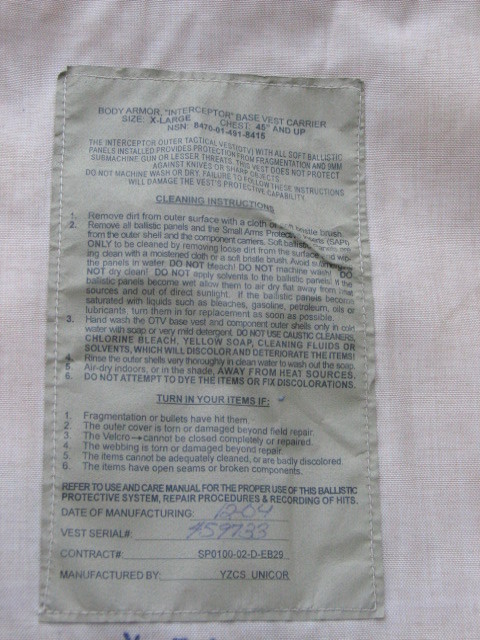 BODY ARMOR, "INTERCEPTOR" BASE VEST CARRIER
SIZE: X-LARGE CHEST: 45" AND UP
NSN: 8470-01-491-8415
THE INTERCEPTOR OUTER TACTICAL VEST(OTV) WITH ALL SOFT BALLISTIC
PANELS INSTALLED PROVIDES PROTECTION FROM FRAGMENTATION AND 9MM
SUBMACHINE GUN OR LESSER THREATS. THIS VEST DOES NOT PROTECT
AGAINST KNIVES OR SHARP OBJECTS.
DO NOT MACHINE WASH OR DRY. FAILURE TO FOLLOW THESE INSTRUCTIONS
WILL DAMAGE THE VEST'S PROTECTIVE CAPABILITY.
CLEANING INSTRUCTIONS
1. Remove dirt from outer surface with a cloth or soft bristle brush.
2. Remove all ballistic panels and the Small Arms Protective (SAPI)
from the outer shell and the component carriers. Soft ballistic
ONLY to be cleaned by removing loose dirt from the surface and wip-
ing clean with a moistened cloth or a soft bristle brush. Avoid
the panels in water. DO NOT bleach! DO NOT machine wash! DO
NOT dry clean! DO NOT apply solvents to the ballistic panels! If the
ballistic panels become wet allow them to air dry flat away from heat
sources and out of direct sunlight. If the ballistic panels become
saturated with liquids such as bleaches, gasoline, petroleum, oils or
lubricants, turn them in for replacement as soon as possible.
3. Hand wash the OTV base vest and component outer shells only in cold
water with soap or very mild detergent. DO NOT USE CAUSTIC CLEANERS,
CHLORINE BLEACH, YELLOW SOAP, CLEANING FLUIDS OR
SOLVENTS, WHICH WILL DISCOLOR AND DETERIORATE THE ITEMS!
4. Rinse the outer shells very thoroughly in clean water to wash out the soap.
5. Air-dry indoors, or in the shade, AWAY FROM HEAT SOURCES.
6. DO NOT ATTEMPT TO DYE THE ITEMS OR FIX DISCOLORATIONS.
TURN IN YOUR ITEMS IF:
1. Fragmentation or bullets have hit them.
2. The outer cover is torn or damaged beyond field repair.
3. The Velcro → cannot be closed completely or repaired.
4. The webbing is torn or damaged beyond repair.
5. The items cannot be adequately cleaned, or are badly discolored.
6. The items have open seams or broken components.
REFER TO USE AND CARE MANUAL FOR THE PROPER USE OF THIS BALLISTIC
PROTECTIVE SYSTEM, REPAIR PROCEDURES & RECORDING OF HITS.
DATE OF MANUFACTURING: 12-04
VEST SERIAL#:
CONTRACT#: SP0100-02-D-EB29
MANUFACTURED BY: YZCS UNICOR